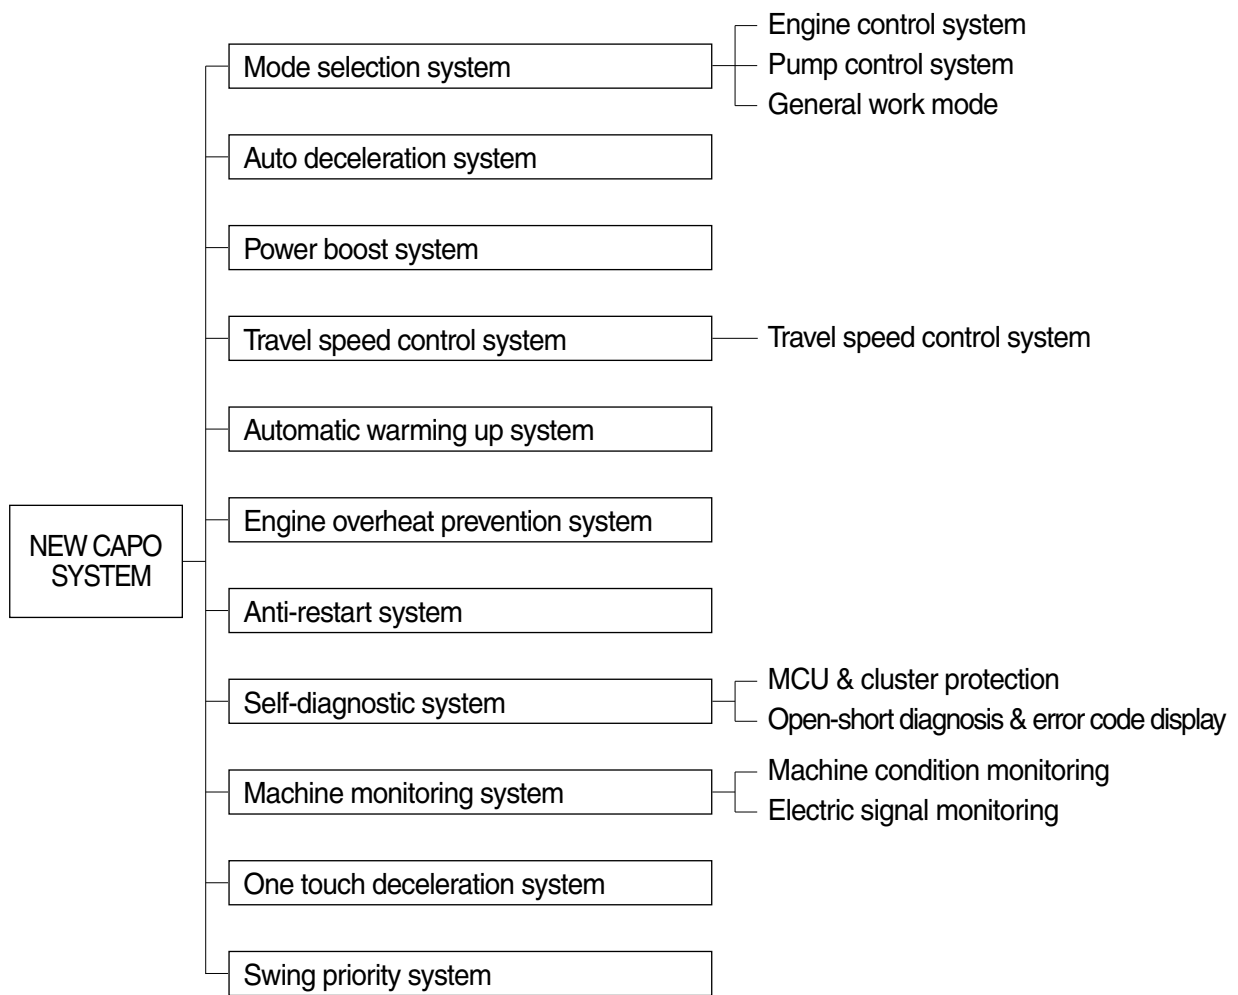 Engine control system
Mode selection system
Pump control system
General work mode
Auto deceleration system
Power boost system
Travel speed control system
Travel speed control system
Automatic warming up system
Engine overheat prevention system
NEW CAPO
SYSTEM
Anti-restart system
Self-diagnostic system
MCU & cluster protection
Open-short diagnosis & error code display
Machine monitoring system
Machine condition monitoring
Electric signal monitoring
One touch deceleration system
Swing priority system